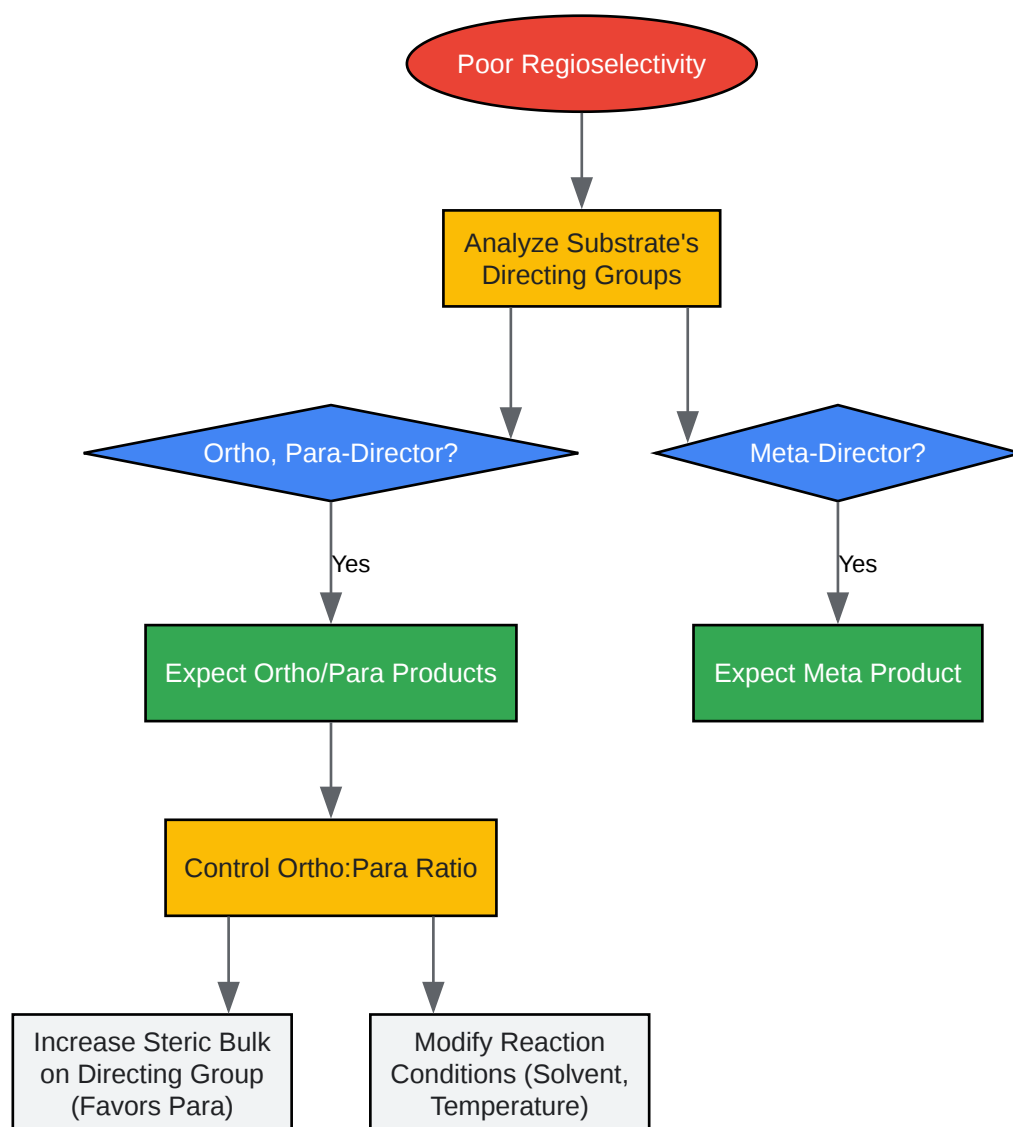 Poor Regioselectivity
Analyze Substrate's
Directing Groups
Ortho, Para-Director?
Meta-Director?
Yes
Yes
Expect Ortho/Para Products
Expect Meta Product
Control Ortho:Para Ratio
Increase Steric Bulk
on Directing Group
(Favors Para)
Modify Reaction
Conditions (Solvent,
Temperature)